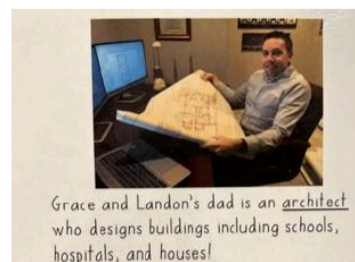 Grace and Landon's dad is an architect
who designs buildings including schools,
hospitals, and houses!